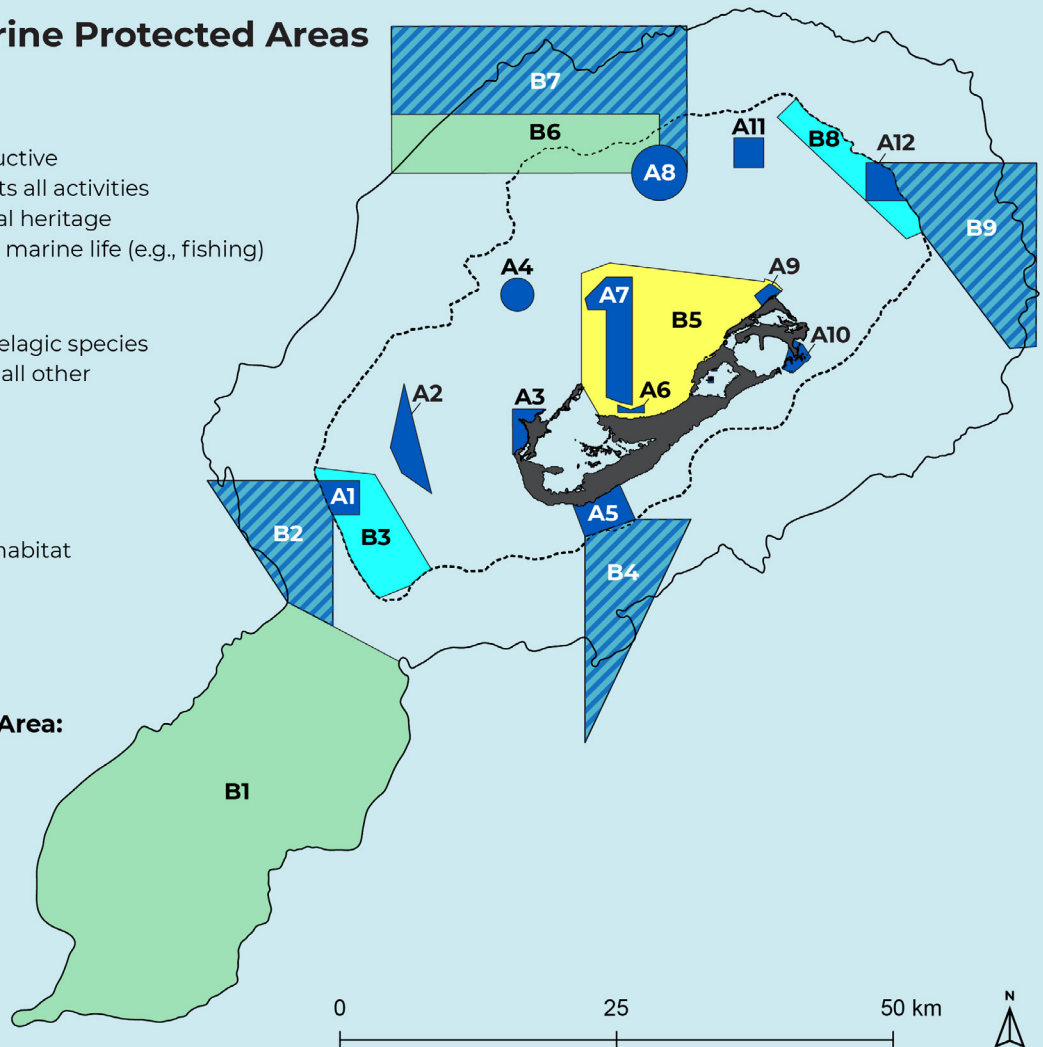 rine Protected Areas
uctive
ts all activities
al heritage
marine life (e.g., fishing)
elagic species
all other
habitat
Area:
B7
B6
A11
B8
A12
A8
B9
A4
A7
A9
B5
A10
A2
A3
A6
A1
A5
B2
B3
B4
B1
0 25 50 km
N